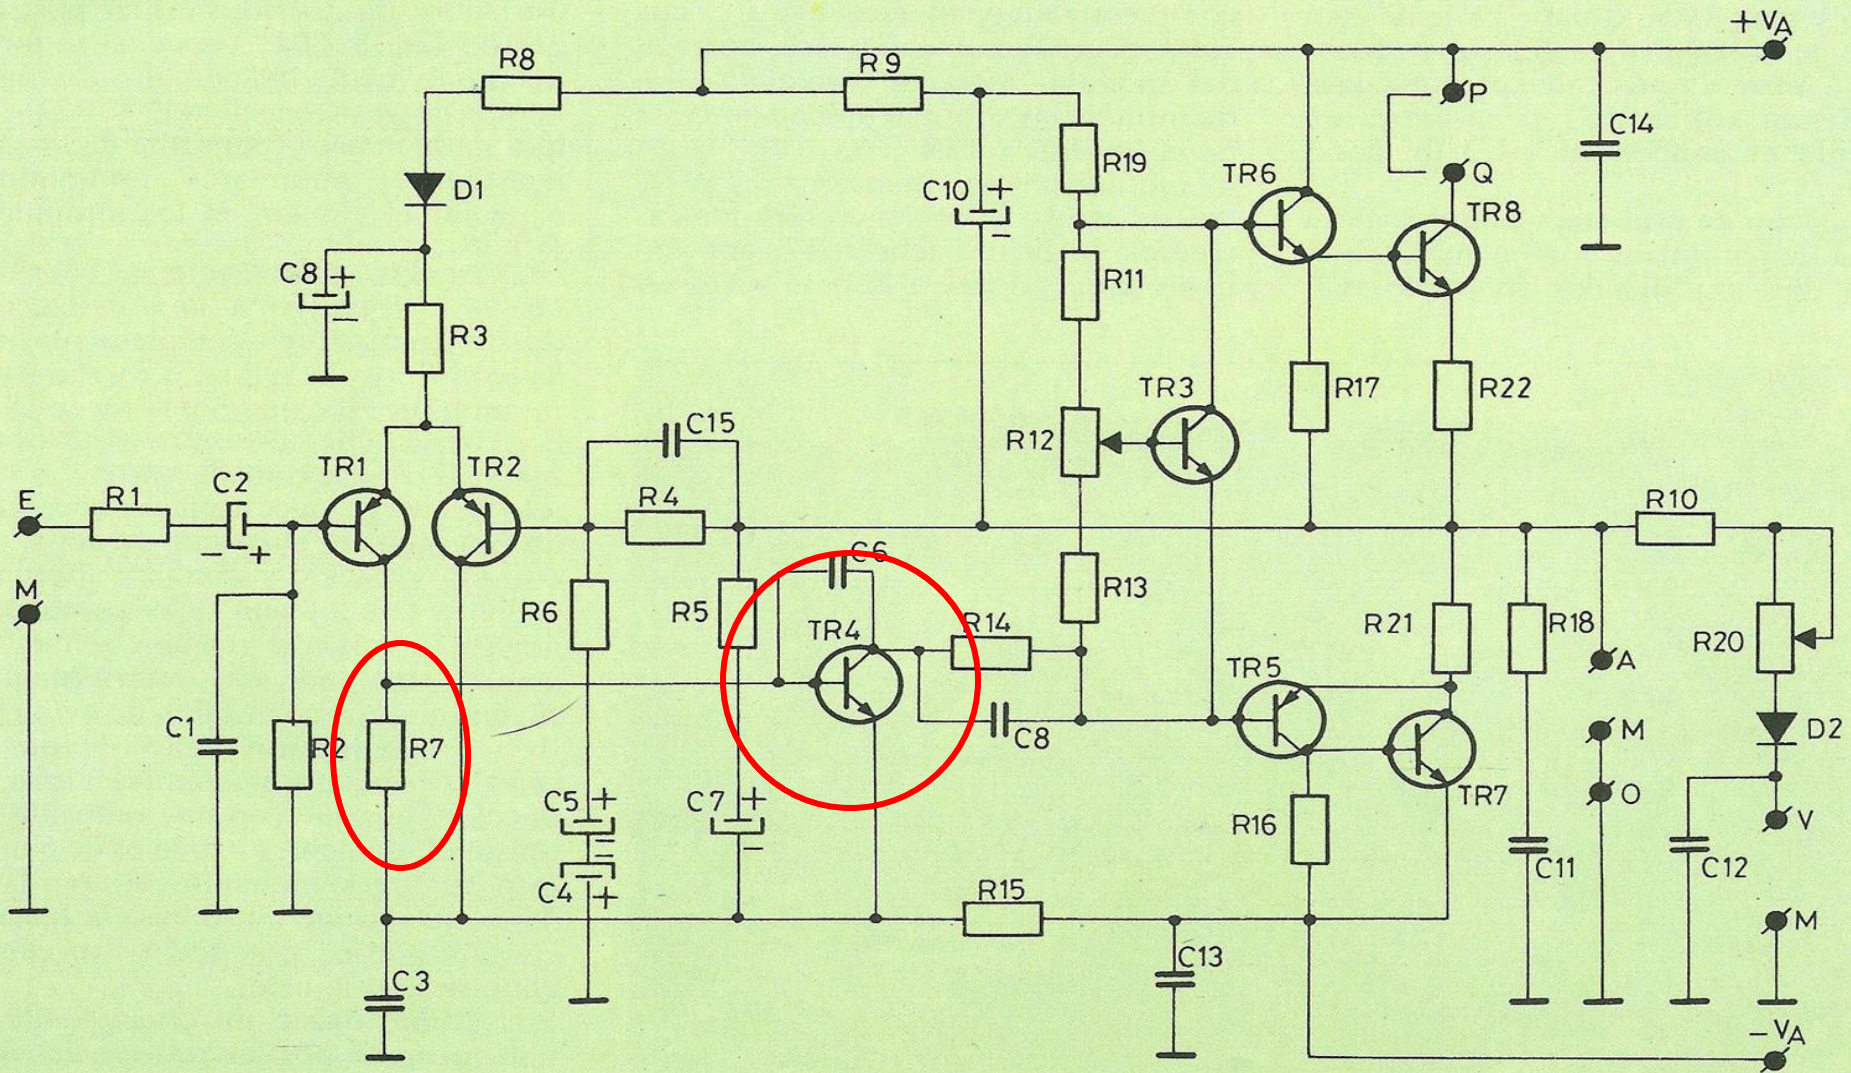 +VA
R8
R9
P
C14
R19
D1
C10
+
-
TR6
Q
TR8
C8
+
-
R11
R3
TR3
R17
R22
C15
R12
TR1
TR2
E
R1
C2
-
+
R4
R10
C6
R13
M
R6
R5
TR4
R14
R21
R18
R20
A
TR5
C1
R2
R7
C8
M
D2
C5
+
-
C7
+
-
TR7
O
V
R16
C4
+
C11
C12
R15
M
C3
C13
-VA